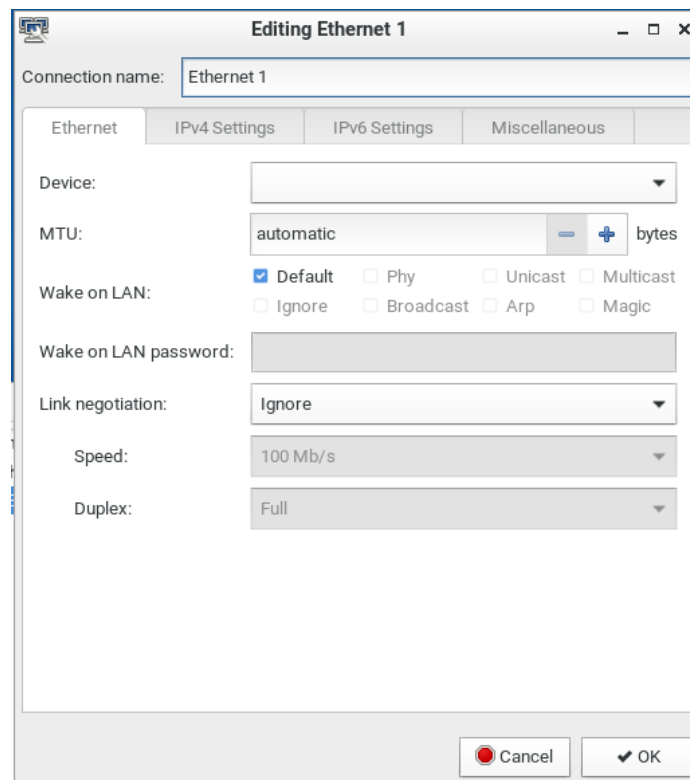 Editing Ethernet 1
Connection name: Ethernet 1
Ethernet IPv4 Settings IPv6 Settings Miscellaneous
Device:
MTU: automatic bytes
Wake on LAN: Default Phy Unicast Multicast
Ignore Broadcast Arp Magic
Wake on LAN password:
Link negotiation: Ignore
Speed: 100 Mb/s
Duplex: Full
Cancel OK